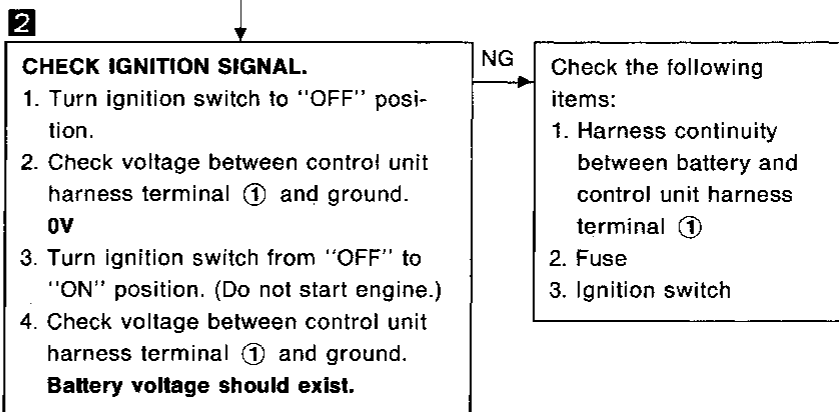 2
CHECK IGNITION SIGNAL.
1. Turn ignition switch to "OFF" posi-
tion.
2. Check voltage between control unit
harness terminal ① and ground.
0V
3. Turn ignition switch from "OFF" to
"ON" position. (Do not start engine.)
4. Check voltage between control unit
harness terminal ① and ground.
Battery voltage should exist.
NG
Check the following
items:
1. Harness continuity
between battery and
control unit harness
terminal ①
2. Fuse
3. Ignition switch